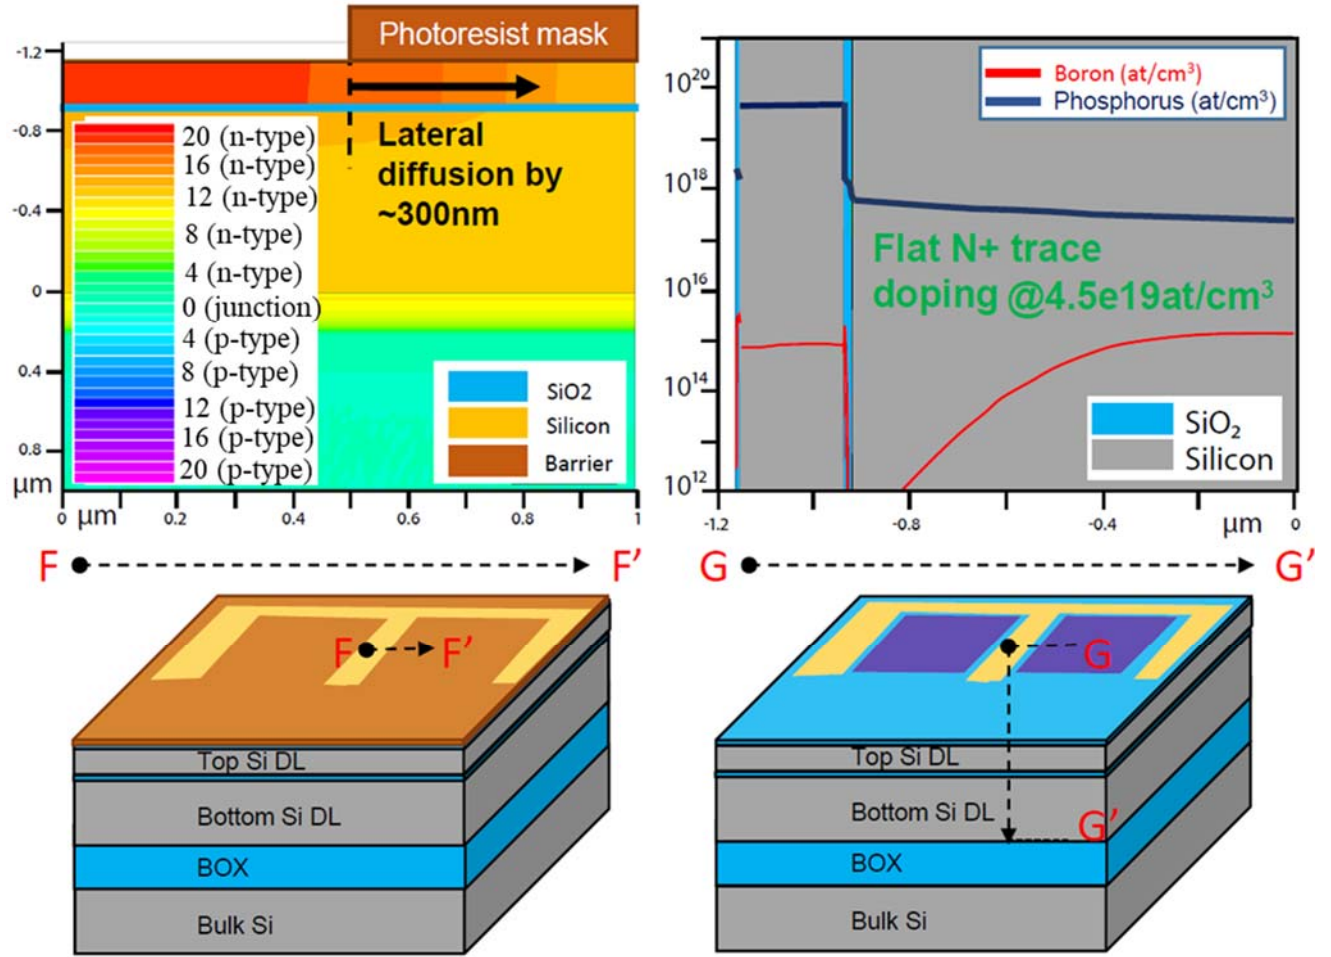 Photoresist mask
-1.2
-0.8
-0.4
0
0.4
0.8
μm
Lateral
diffusion by
~300nm
20 (n-type)
16 (n-type)
12 (n-type)
8 (n-type)
4 (n-type)
0 (junction)
4 (p-type)
8 (p-type)
12 (p-type)
16 (p-type)
20 (p-type)
SiO2
Silicon
Barrier
0 μm 0.2 0.4 0.6 0.8 1
F F’
F F’
Top Si DL
Bottom Si DL
BOX
Bulk Si
10²⁰
10¹⁸
10¹⁶
10¹⁴
10¹²
Boron (at/cm³)
Phosphorus (at/cm³)
Flat N+ trace
doping @4.5e19at/cm³
SiO₂
Silicon
-1.2 -0.8 -0.4 μm 0
G G’
G
Top Si DL
Bottom Si DL
G’
BOX
Bulk Si